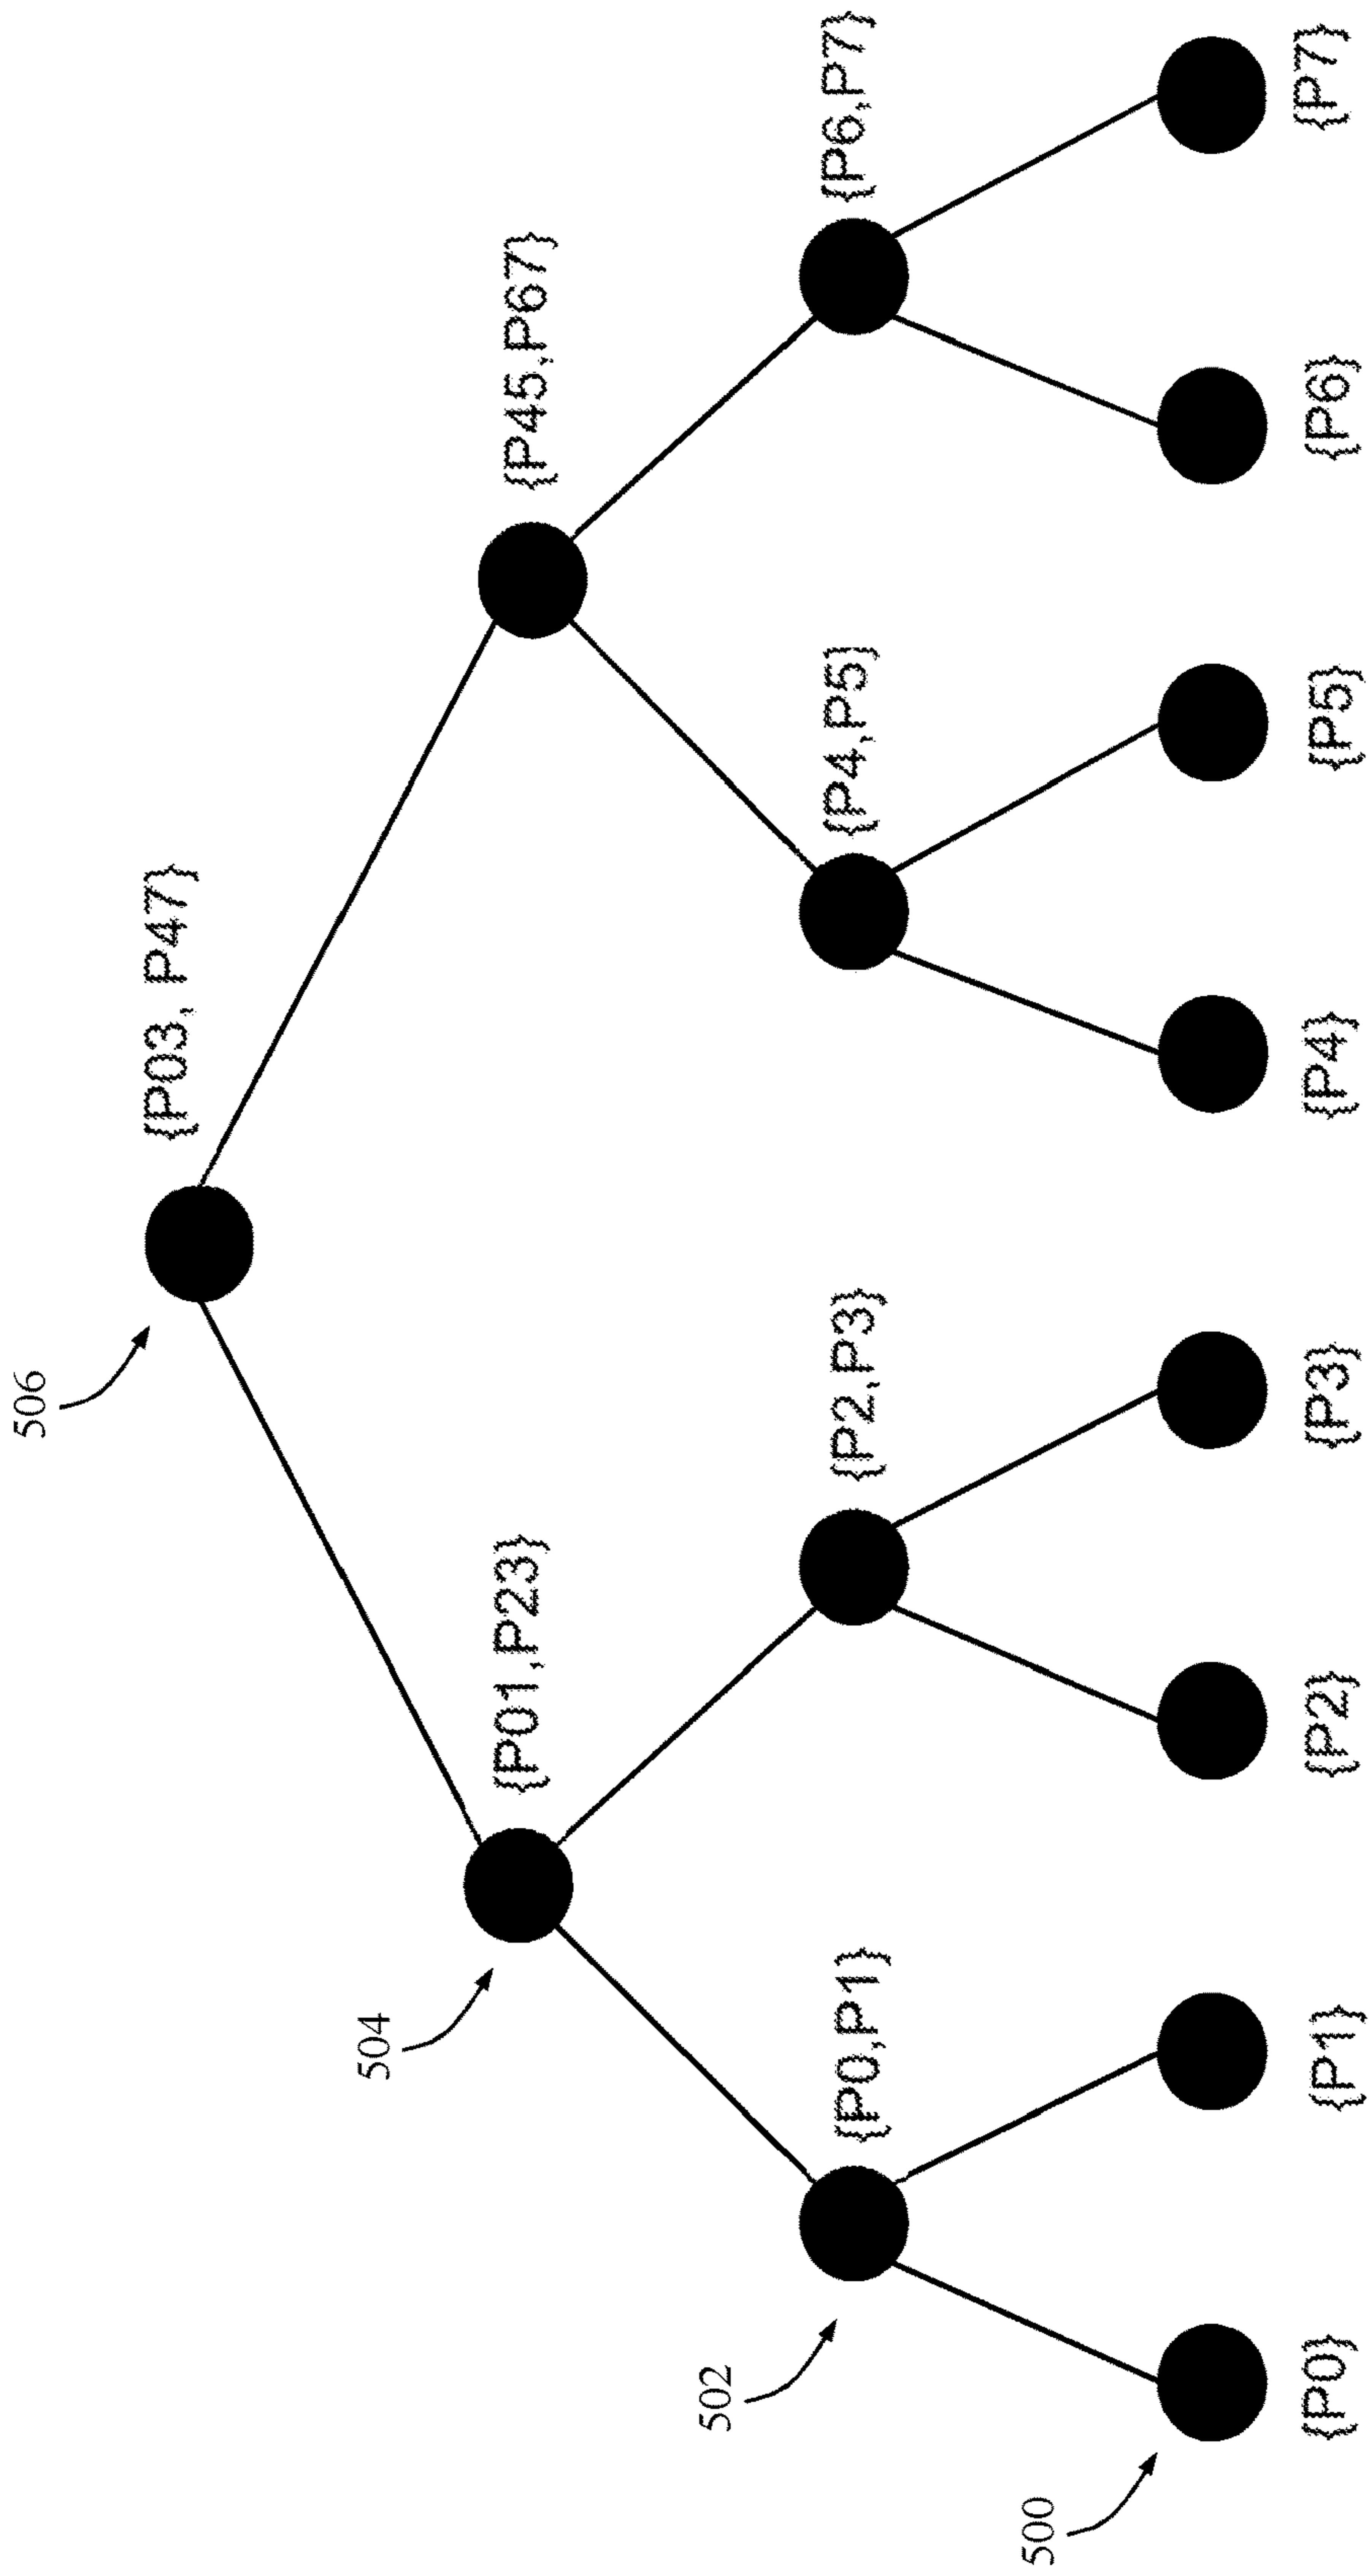 506
{P03, P47}
504
{P01,P23}
{P45,P67}
502
{P0,P1}
{P2,P3}
{P4,P5}
{P6,P7}
500
{P0}
{P1}
{P2}
{P3}
{P4}
{P5}
{P6}
{P7}